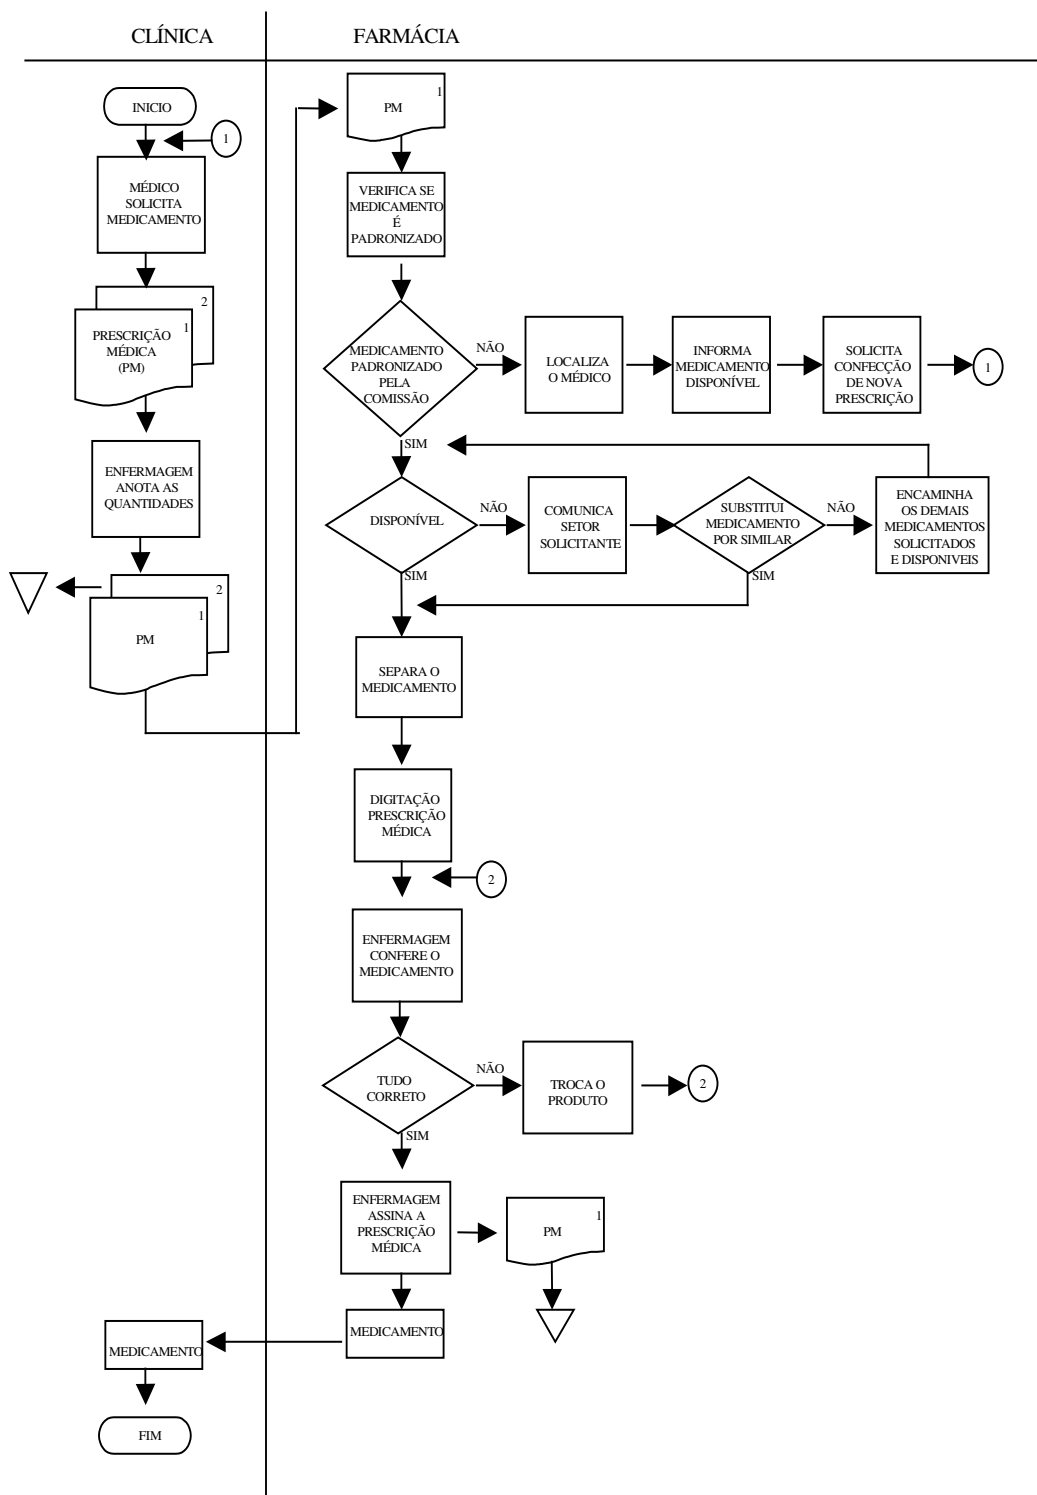 CLÍNICA
FARMÁCIA
INICIO
1
MÉDICO
SOLICITA
MEDICAMENTO
2
1
PRESCRIÇÃO
MÉDICA
(PM)
ENFERMAGEM
ANOTA AS
QUANTIDADES
2
1
PM
1
PM
VERIFICA SE
MEDICAMENTO
É
PADRONIZADO
MEDICAMENTO
PADRONIZADO
PELA
COMISSÃO
NÃO
LOCALIZA
O MÉDICO
INFORMA
MEDICAMENTO
DISPONÍVEL
SOLICITA
CONFECÇÃO
DE NOVA
PRESCRIÇÃO
1
SIM
DISPONÍVEL
NÃO
COMUNICA
SETOR
SOLICITANTE
SUBSTITUI
MEDICAMENTO
POR SIMILAR
NÃO
ENCAMINHA
OS DEMAIS
MEDICAMENTOS
SOLICITADOS
E DISPONIVEIS
SIM
SIM
SEPARA O
MEDICAMENTO
DIGITAÇÃO
PRESCRIÇÃO
MÉDICA
2
ENFERMAGEM
CONFERE O
MEDICAMENTO
TUDO
CORRETO
NÃO
TROCA O
PRODUTO
2
SIM
ENFERMAGEM
ASSINA A
PRESCRIÇÃO
MÉDICA
1
PM
MEDICAMENTO
MEDICAMENTO
FIM